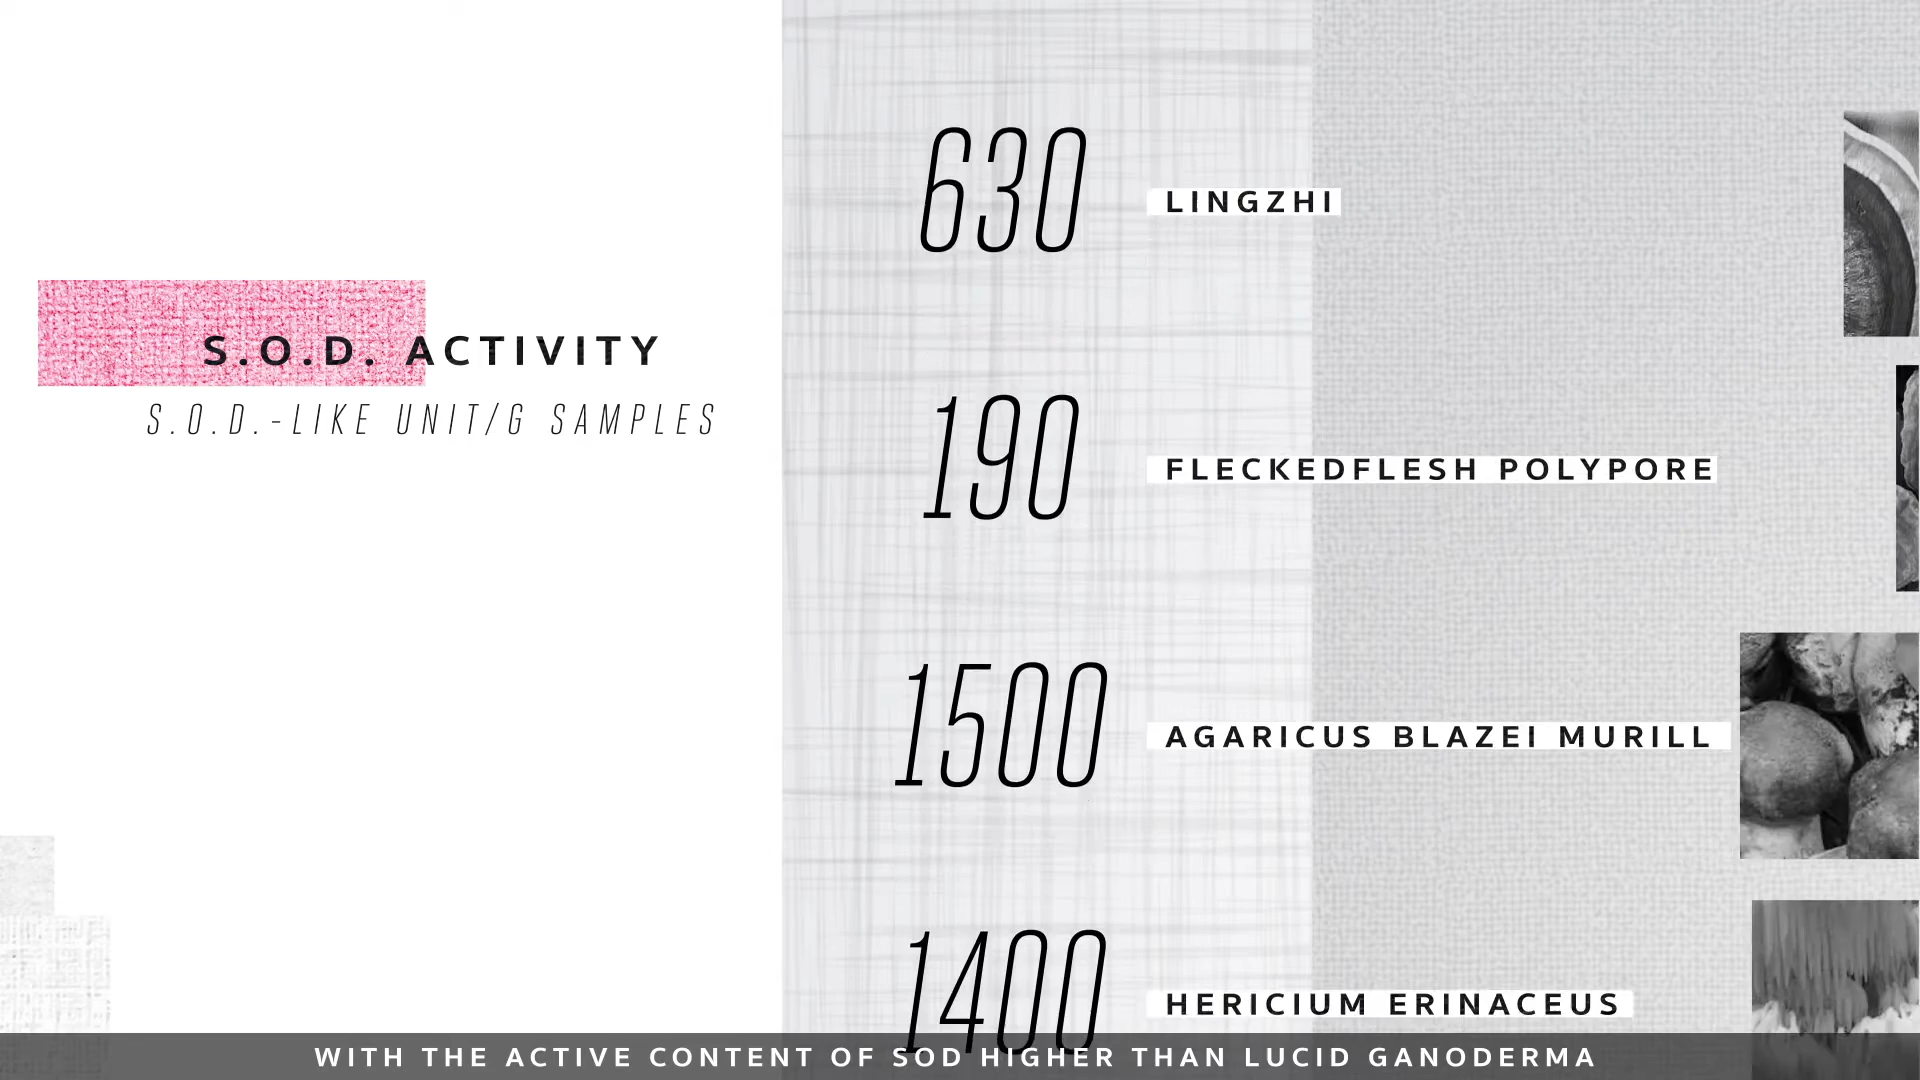 S.O.D. ACTIVITY
S.O.D.-LIKE UNIT/G SAMPLES
630
LINGZHI
190
FLECKEDFLESH POLYPORE
1500
AGARICUS BLAZEI MURILL
1400
HERICIUM ERINACEUS
WITH THE ACTIVE CONTENT OF SOD HIGHER THAN LUCID GANODERMA